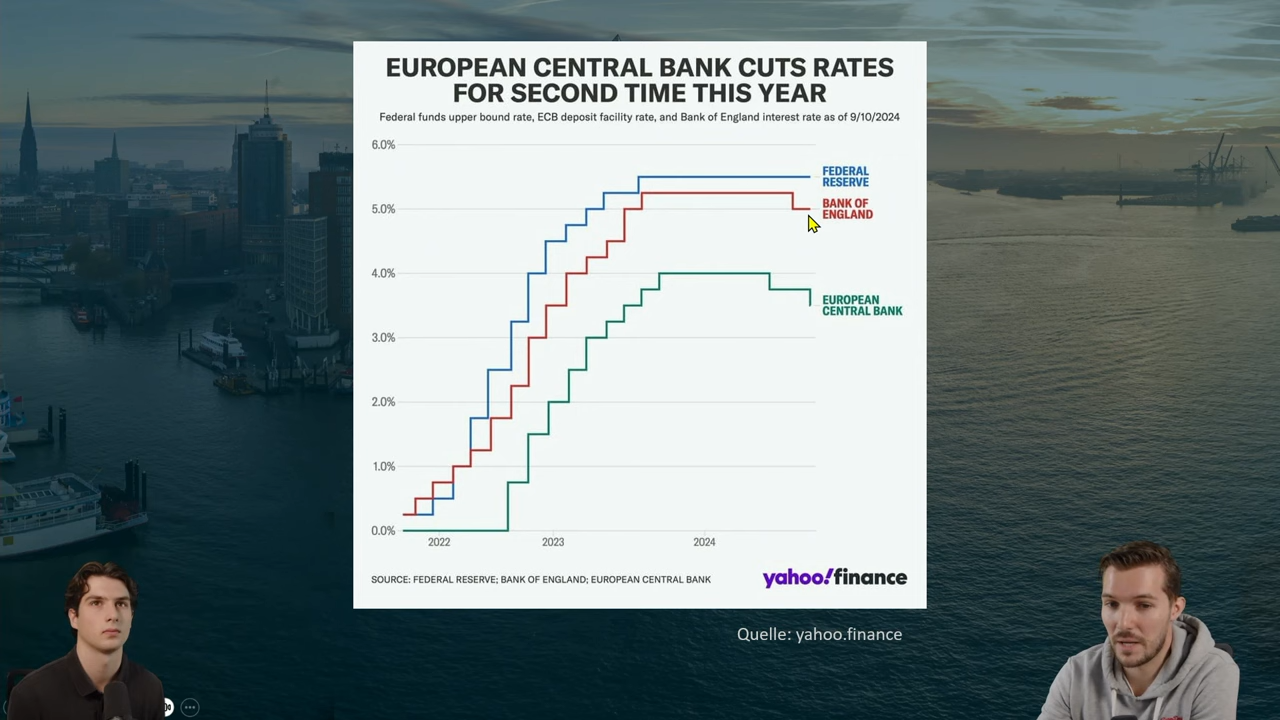 EUROPEAN CENTRAL BANK CUTS RATES
FOR SECOND TIME THIS YEAR
Federal funds upper bound rate, ECB deposit facility rate, and Bank of England interest rate as of 9/10/2024
6.0%
FEDERAL
RESERVE
BANK OF
ENGLAND
5.0%
4.0%
EUROPEAN
CENTRAL BANK
3.0%
2.0%
1.0%
0.0%
2022 2023 2024
SOURCE: FEDERAL RESERVE; BANK OF ENGLAND; EUROPEAN CENTRAL BANK
yahoo!finance
Quelle: yahoo.finance